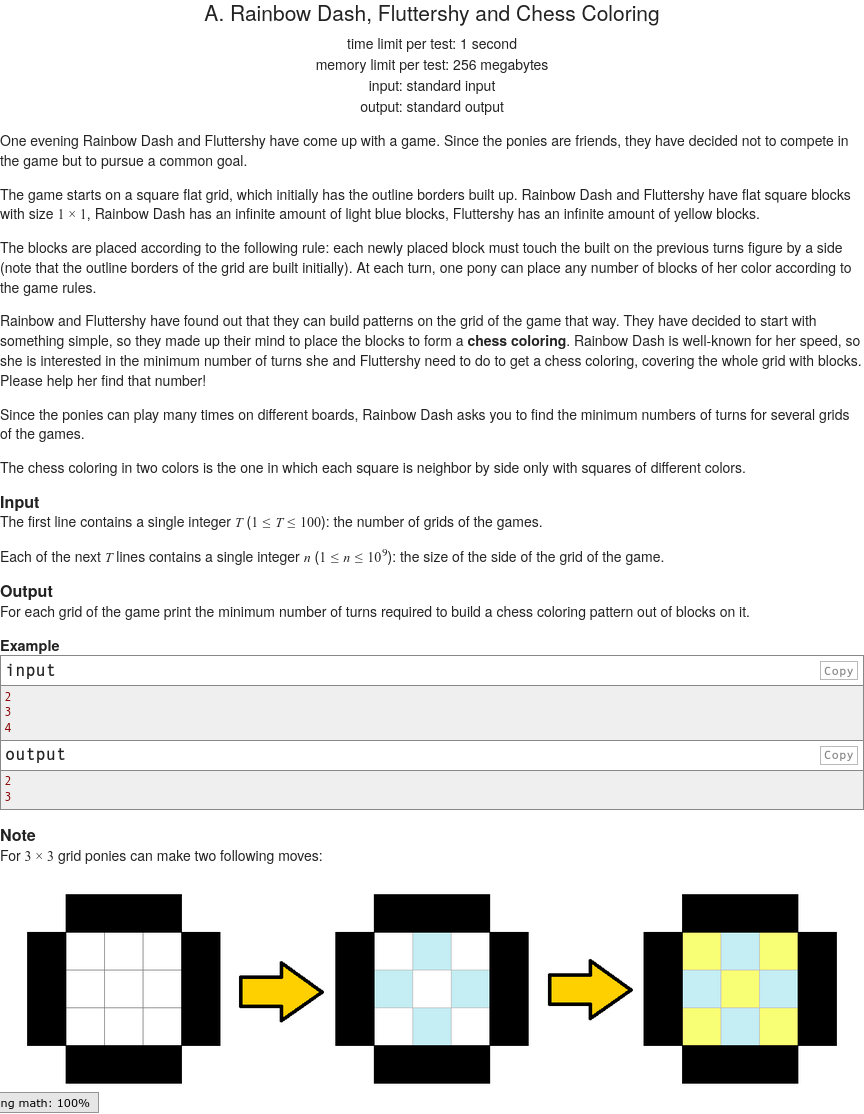 A. Rainbow Dash, Fluttershy and Chess Coloring
time limit per test: 1 second
memory limit per test: 256 megabytes
input: standard input
output: standard output
One evening Rainbow Dash and Fluttershy have come up with a game. Since the ponies are friends, they have decided not to compete in
the game but to pursue a common goal.
The game starts on a square flat grid, which initially has the outline borders built up. Rainbow Dash and Fluttershy have flat square blocks
with size 1 × 1, Rainbow Dash has an infinite amount of light blue blocks, Fluttershy has an infinite amount of yellow blocks.
The blocks are placed according to the following rule: each newly placed block must touch the built on the previous turns figure by a side
(note that the outline borders of the grid are built initially). At each turn, one pony can place any number of blocks of her color according to
the game rules.
Rainbow and Fluttershy have found out that they can build patterns on the grid of the game that way. They have decided to start with
something simple, so they made up their mind to place the blocks to form a chess coloring. Rainbow Dash is well-known for her speed, so
she is interested in the minimum number of turns she and Fluttershy need to do to get a chess coloring, covering the whole grid with blocks.
Please help her find that number!
Since the ponies can play many times on different boards, Rainbow Dash asks you to find the minimum numbers of turns for several grids
of the games.
The chess coloring in two colors is the one in which each square is neighbor by side only with squares of different colors.
Input
The first line contains a single integer T (1 ≤ T ≤ 100): the number of grids of the games.
Each of the next T lines contains a single integer n (1 ≤ n ≤ 10⁹): the size of the side of the grid of the game.
Output
For each grid of the game print the minimum number of turns required to build a chess coloring pattern out of blocks on it.
Example
input Copy
2
3
4
output Copy
2
3
Note
For 3 × 3 grid ponies can make two following moves:
ng math: 100%